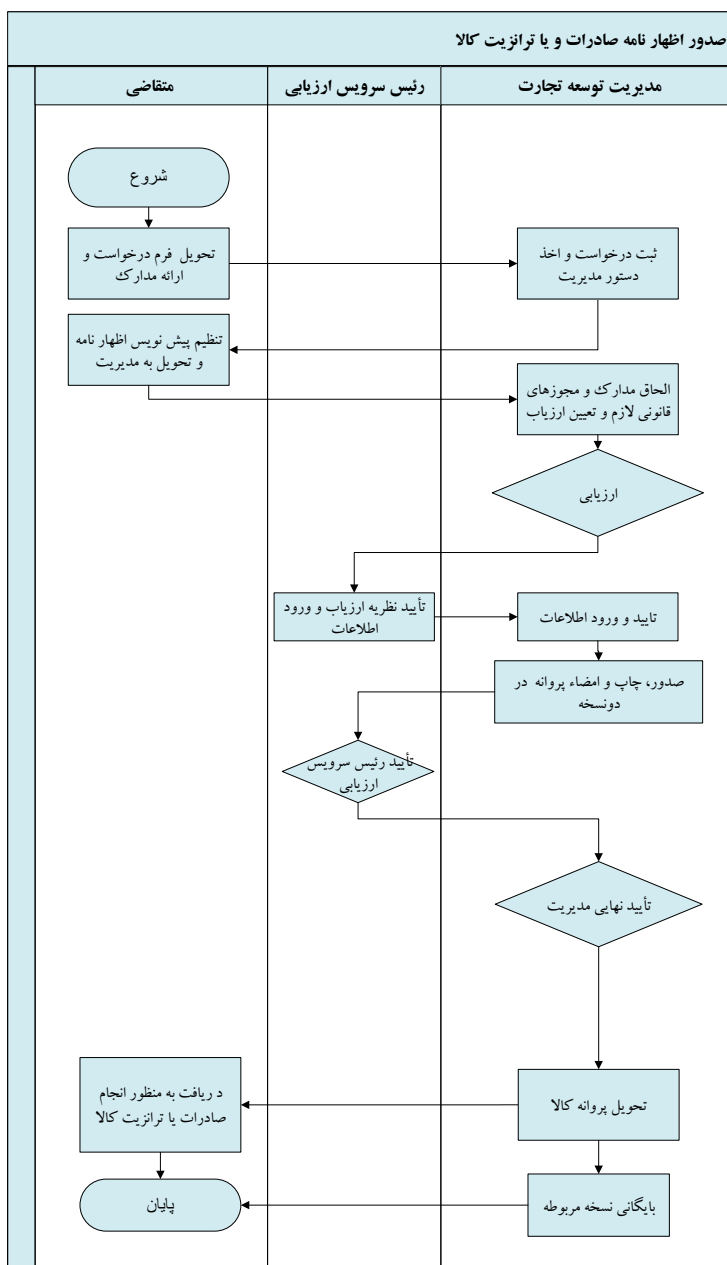 صدور اظهار نامه صادرات و یا ترانزیت کالا
مدیریت توسعه تجارت
رئیس سرویس ارزیابی
متقاضی
شروع
تحویل فرم درخواست و
ارائه مدارک
ثبت درخواست و اخذ
دستور مدیریت
تنظیم پیش نویس اظهار نامه
و تحویل به مدیریت
الحاق مدارک و مجوزهای
قانونی لازم و تعیین ارزیاب
ارزیابی
تأیید نظریه ارزیاب و ورود
اطلاعات
تایید و ورود اطلاعات
صدور، چاپ و امضاء پروانه در
دونسخه
تأیید رئیس سرویس
ارزیابی
تأیید نهایی مدیریت
تحویل پروانه کالا
د ریافت به منظور انجام
صادرات یا ترانزیت کالا
بایگانی نسخه مربوطه
پایان